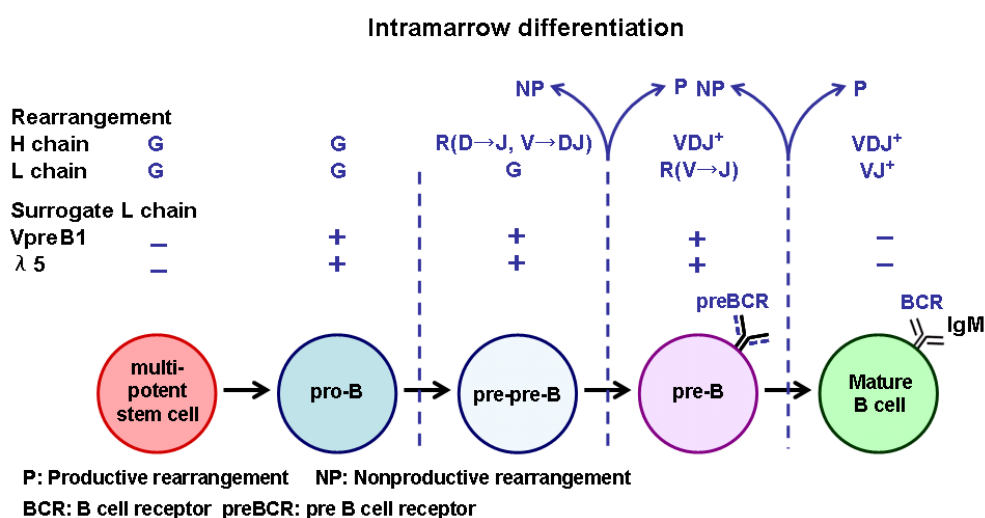 Intramarrow differentiation
NP P NP P
Rearrangement
H chain G G R(D→J, V→DJ) VDJ⁺ VDJ⁺
L chain G G G R(V→J) VJ⁺
Surrogate L chain
VpreB1 − + + + −
λ 5 − + + + −
preBCR BCR
IgM
multi-
potent
stem cell
pro-B
pre-pre-B
pre-B
Mature
B cell
P: Productive rearrangement NP: Nonproductive rearrangement
BCR: B cell receptor preBCR: pre B cell receptor